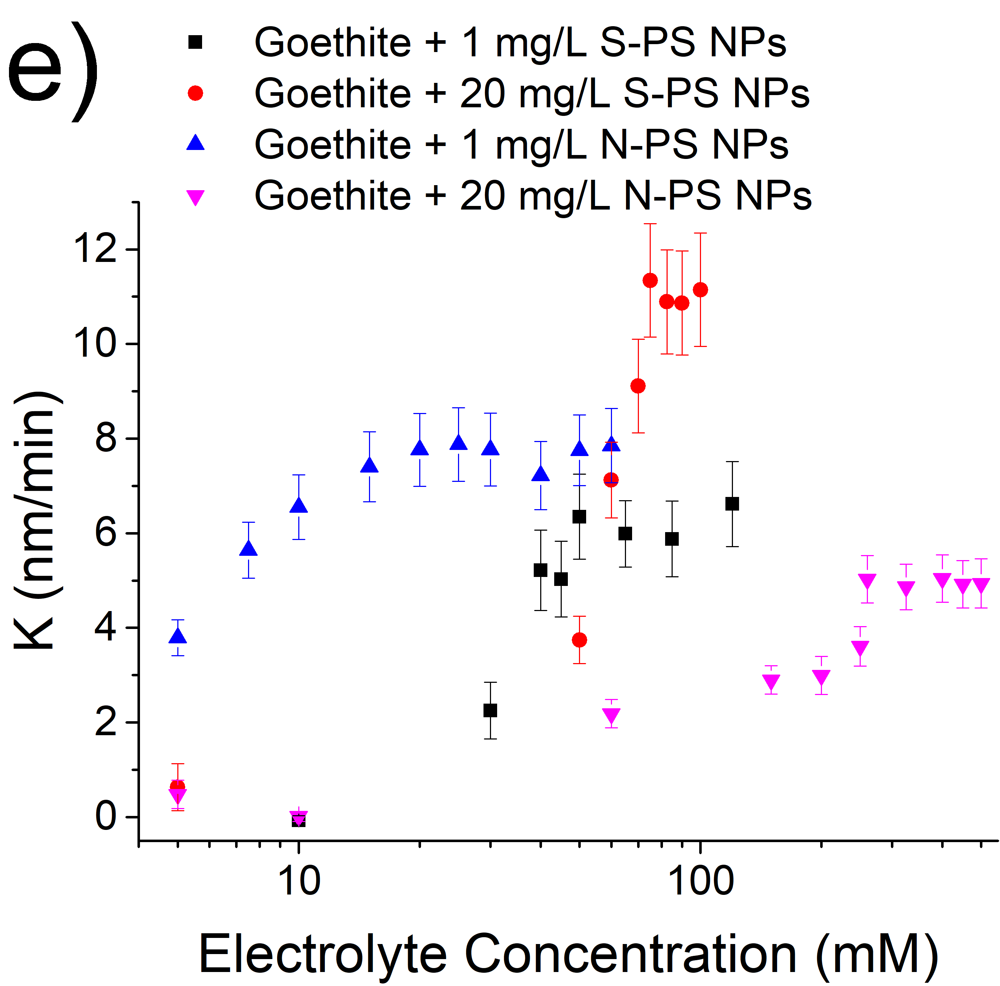 e)
Goethite + 1 mg/L S-PS NPs
Goethite + 20 mg/L S-PS NPs
Goethite + 1 mg/L N-PS NPs
Goethite + 20 mg/L N-PS NPs
12
10
8
6
4
2
0
K (nm/min)
10
100
Electrolyte Concentration (mM)